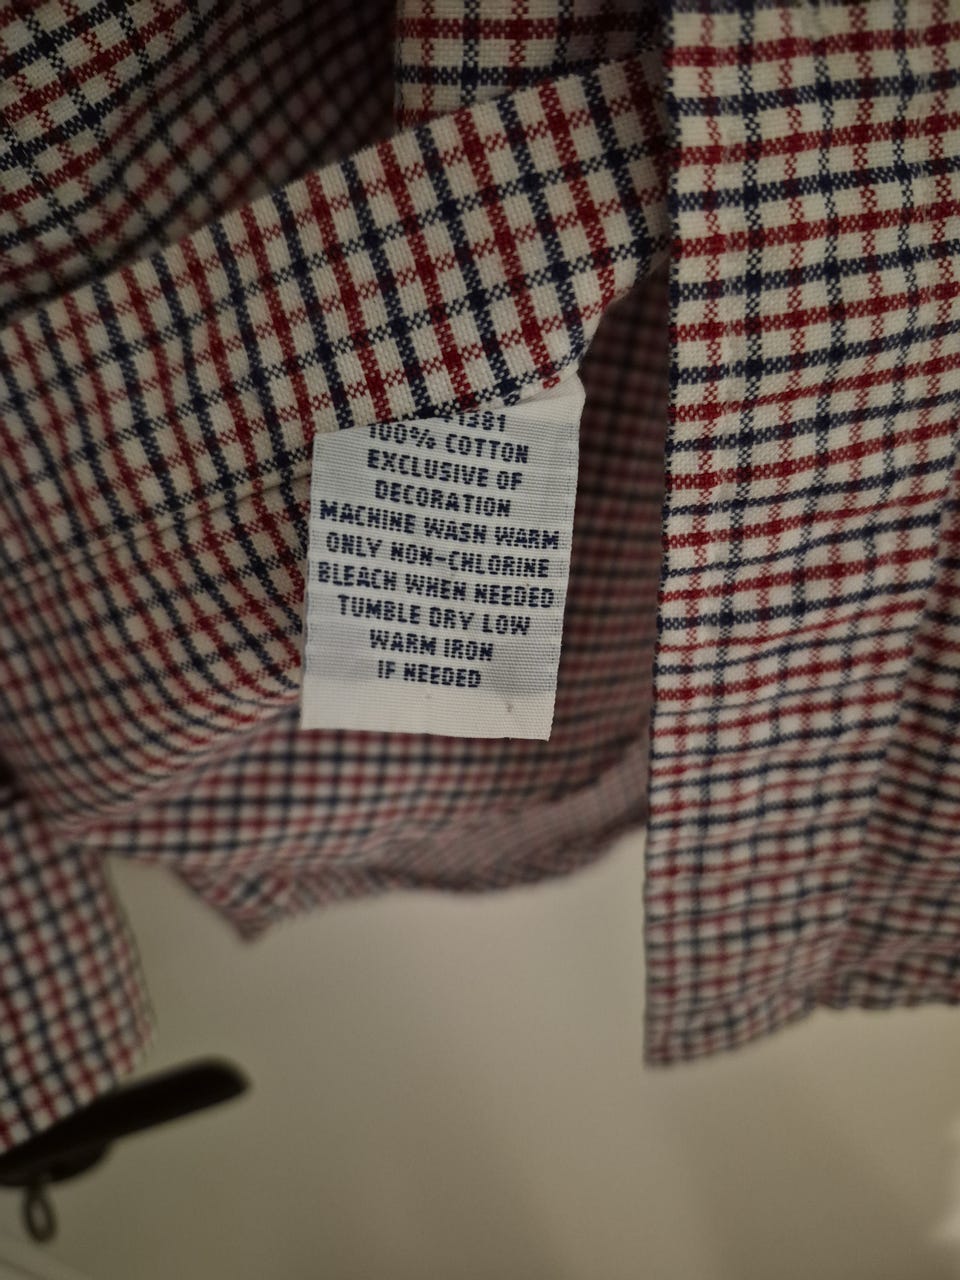 100% COTTON
EXCLUSIVE OF
DECORATION
MACHINE WASH WARM
ONLY NON-CHLORINE
BLEACH WHEN NEEDED
TUMBLE DRY LOW
WARM IRON
IF NEEDED